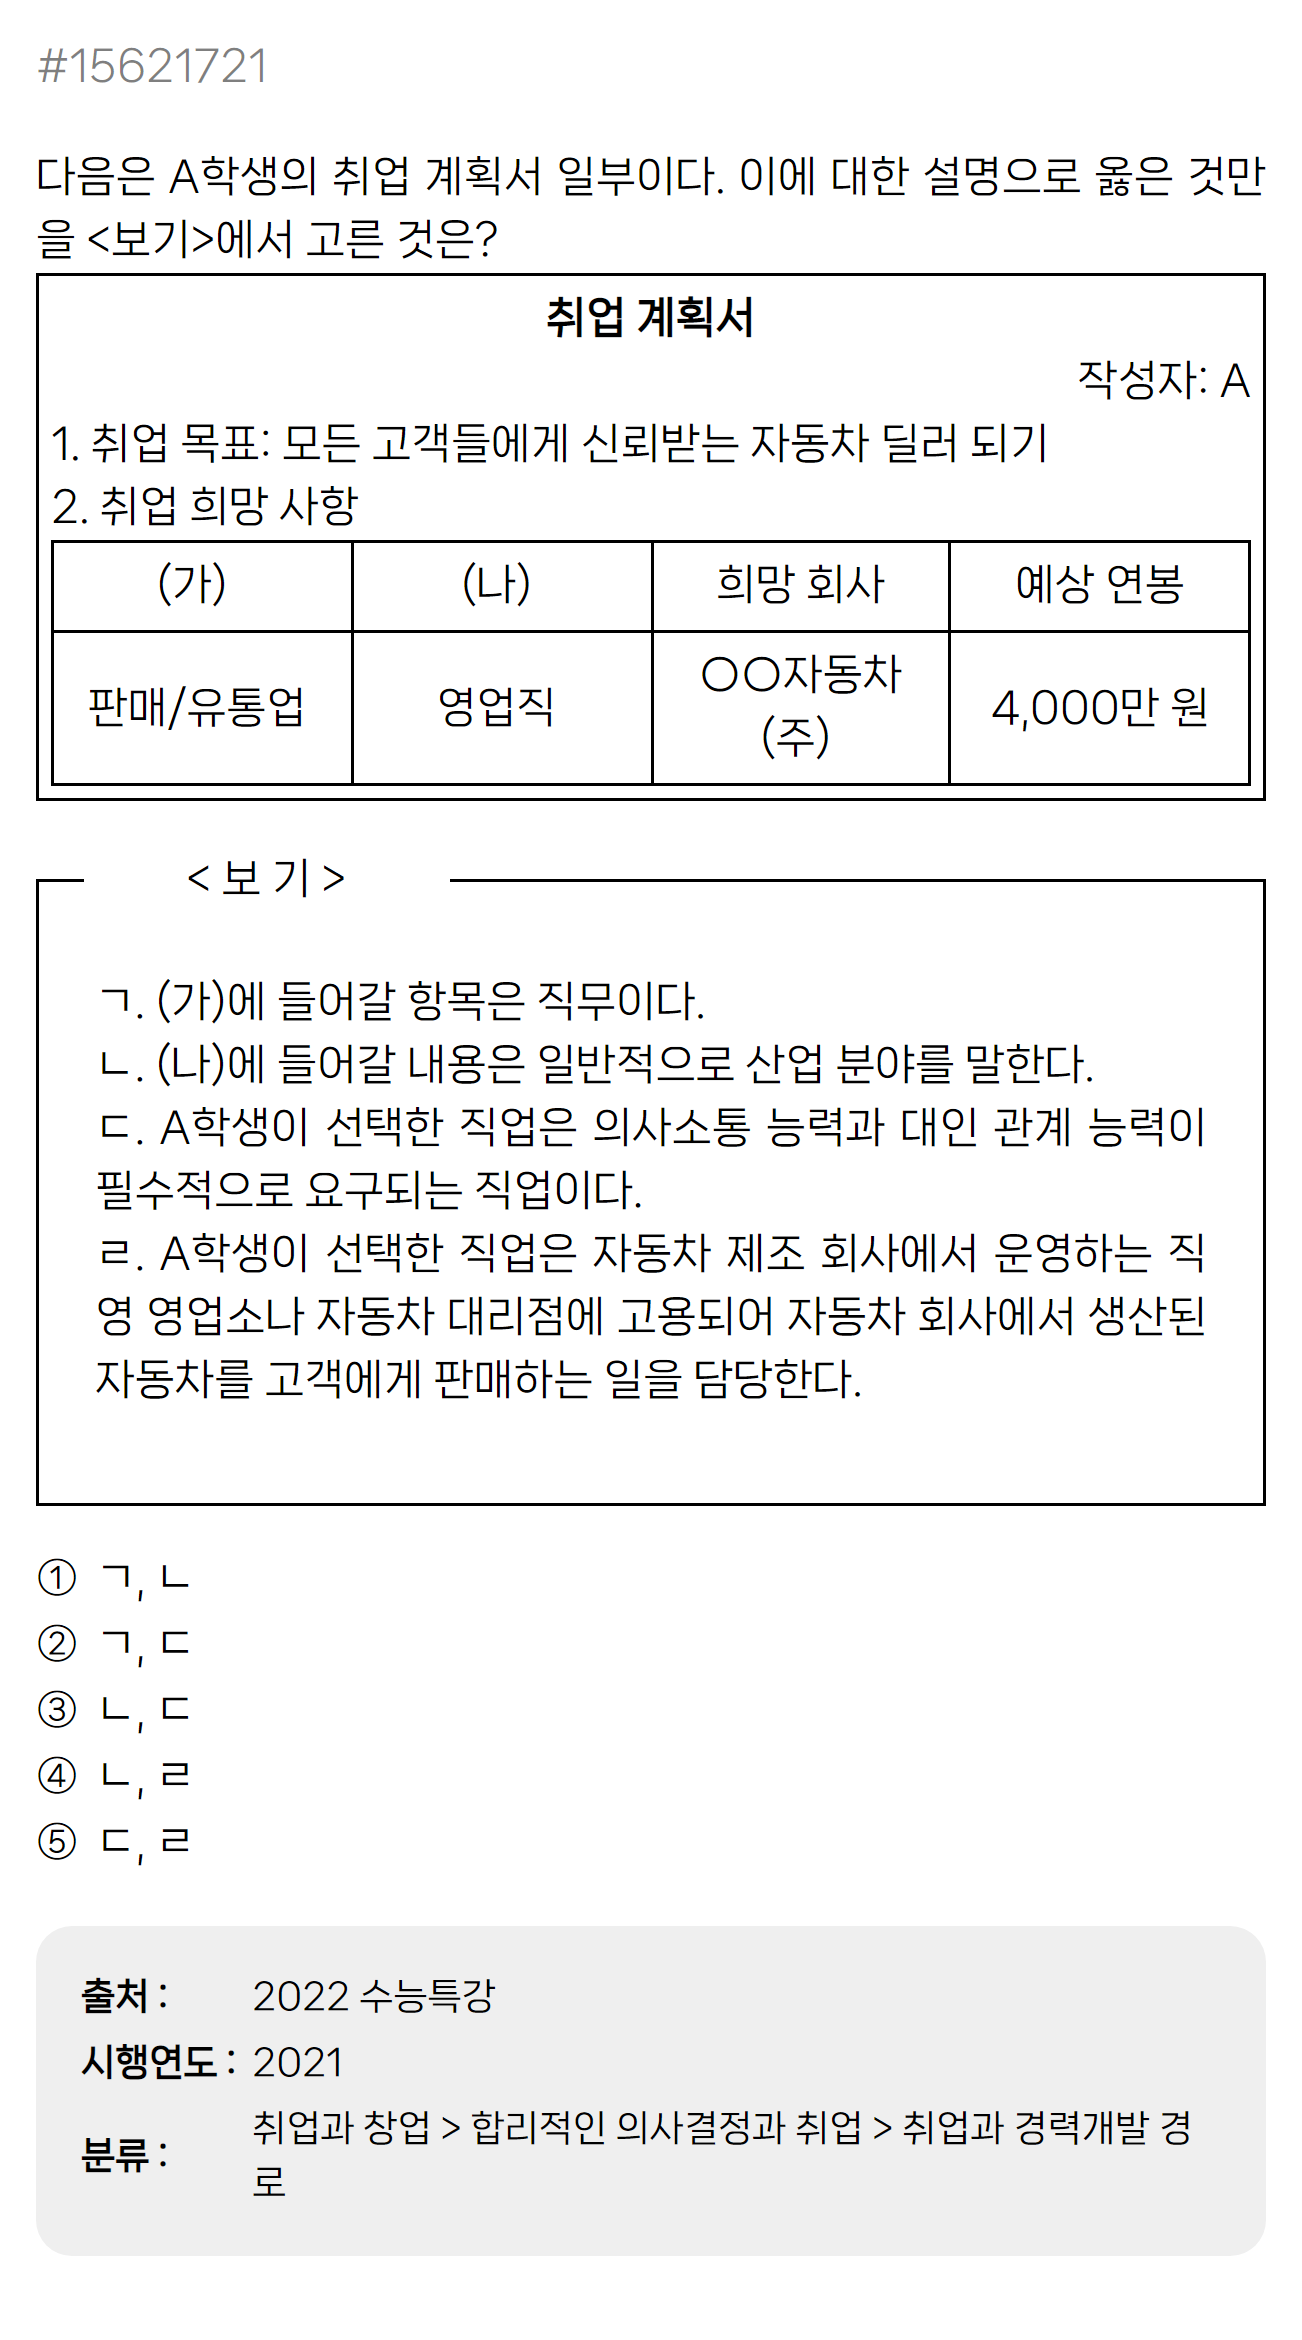 #15621721
다음은 A학생의 취업 계획서 일부이다. 이에 대한 설명으로 옳은 것만
을 <보기>에서 고른 것은?
취업 계획서
작성자: A
1. 취업 목표: 모든 고객들에게 신뢰받는 자동차 딜러 되기
2. 취업 희망 사항
(가) (나) 희망 회사 예상 연봉
판매/유통업 영업직 〇〇자동차 4,000만 원
(주)
< 보 기 >
ㄱ. (가)에 들어갈 항목은 직무이다.
ㄴ. (나)에 들어갈 내용은 일반적으로 산업 분야를 말한다.
ㄷ. A학생이 선택한 직업은 의사소통 능력과 대인 관계 능력이
필수적으로 요구되는 직업이다.
ㄹ. A학생이 선택한 직업은 자동차 제조 회사에서 운영하는 직
영 영업소나 자동차 대리점에 고용되어 자동차 회사에서 생산된
자동차를 고객에게 판매하는 일을 담당한다.
① ㄱ, ㄴ
② ㄱ, ㄷ
③ ㄴ, ㄷ
④ ㄴ, ㄹ
⑤ ㄷ, ㄹ
출처 : 2022 수능특강
시행연도 : 2021
분류 : 취업과 창업 > 합리적인 의사결정과 취업 > 취업과 경력개발 경
로